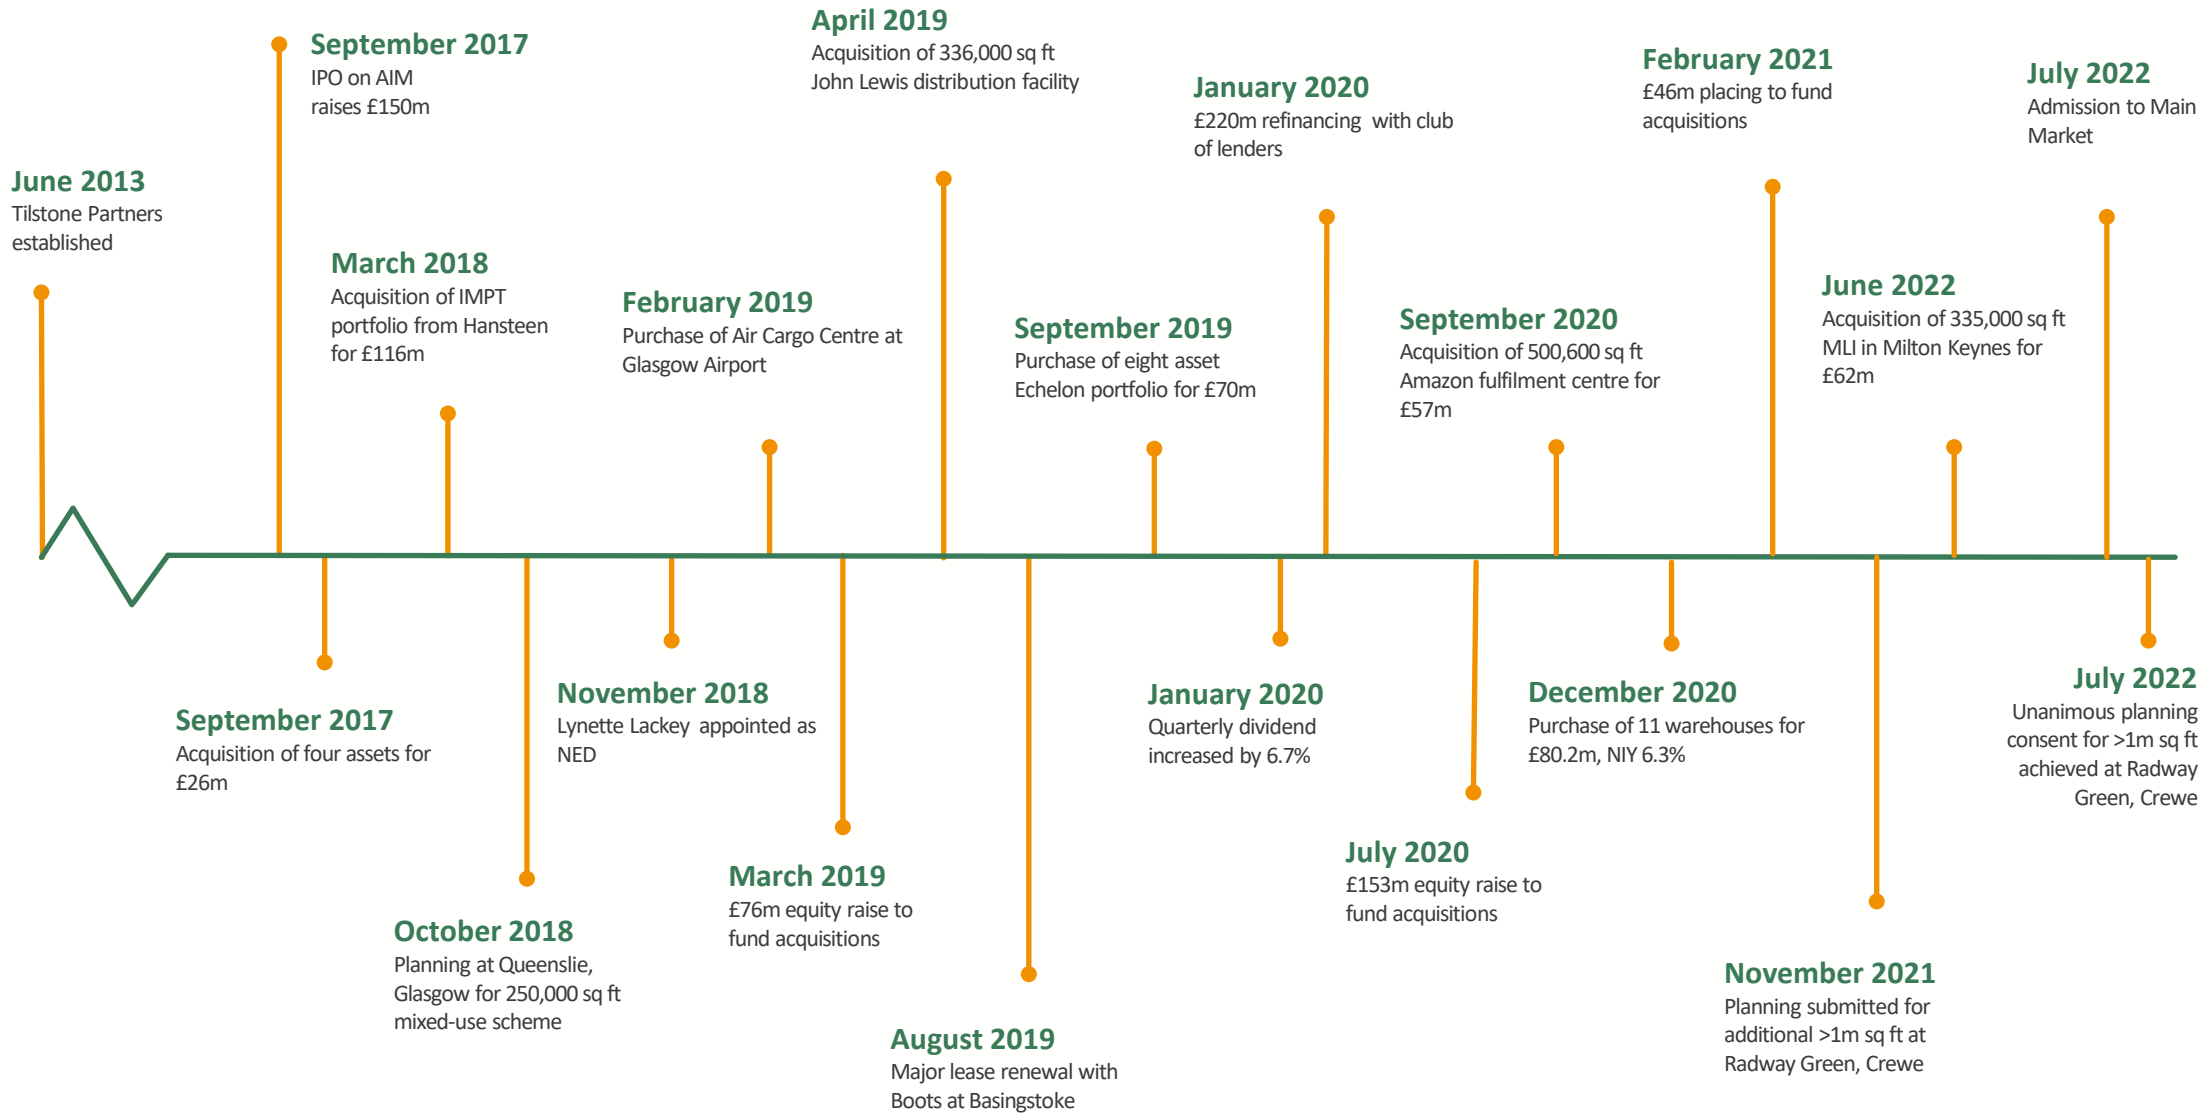 June 2013
Tilstone Partners
established
September 2017
IPO on AIM
raises £150m
September 2017
Acquisition of four assets for
£26m
March 2018
Acquisition of IMPT
portfolio from Hansteen
for £116m
October 2018
Planning at Queenslie,
Glasgow for 250,000 sq ft
mixed-use scheme
November 2018
Lynette Lackey appointed as
NED
February 2019
Purchase of Air Cargo Centre at
Glasgow Airport
March 2019
£76m equity raise to
fund acquisitions
April 2019
Acquisition of 336,000 sq ft
John Lewis distribution facility
August 2019
Major lease renewal with
Boots at Basingstoke
September 2019
Purchase of eight asset
Echelon portfolio for £70m
January 2020
Quarterly dividend
increased by 6.7%
January 2020
£220m refinancing with club
of lenders
July 2020
£153m equity raise to
fund acquisitions
September 2020
Acquisition of 500,600 sq ft
Amazon fulfilment centre for
£57m
December 2020
Purchase of 11 warehouses for
£80.2m, NIY 6.3%
February 2021
£46m placing to fund
acquisitions
November 2021
Planning submitted for
additional >1m sq ft at
Radway Green, Crewe
June 2022
Acquisition of 335,000 sq ft
MLI in Milton Keynes for
£62m
July 2022
Admission to Main
Market
July 2022
Unanimous planning
consent for >1m sq ft
achieved at Radway
Green, Crewe